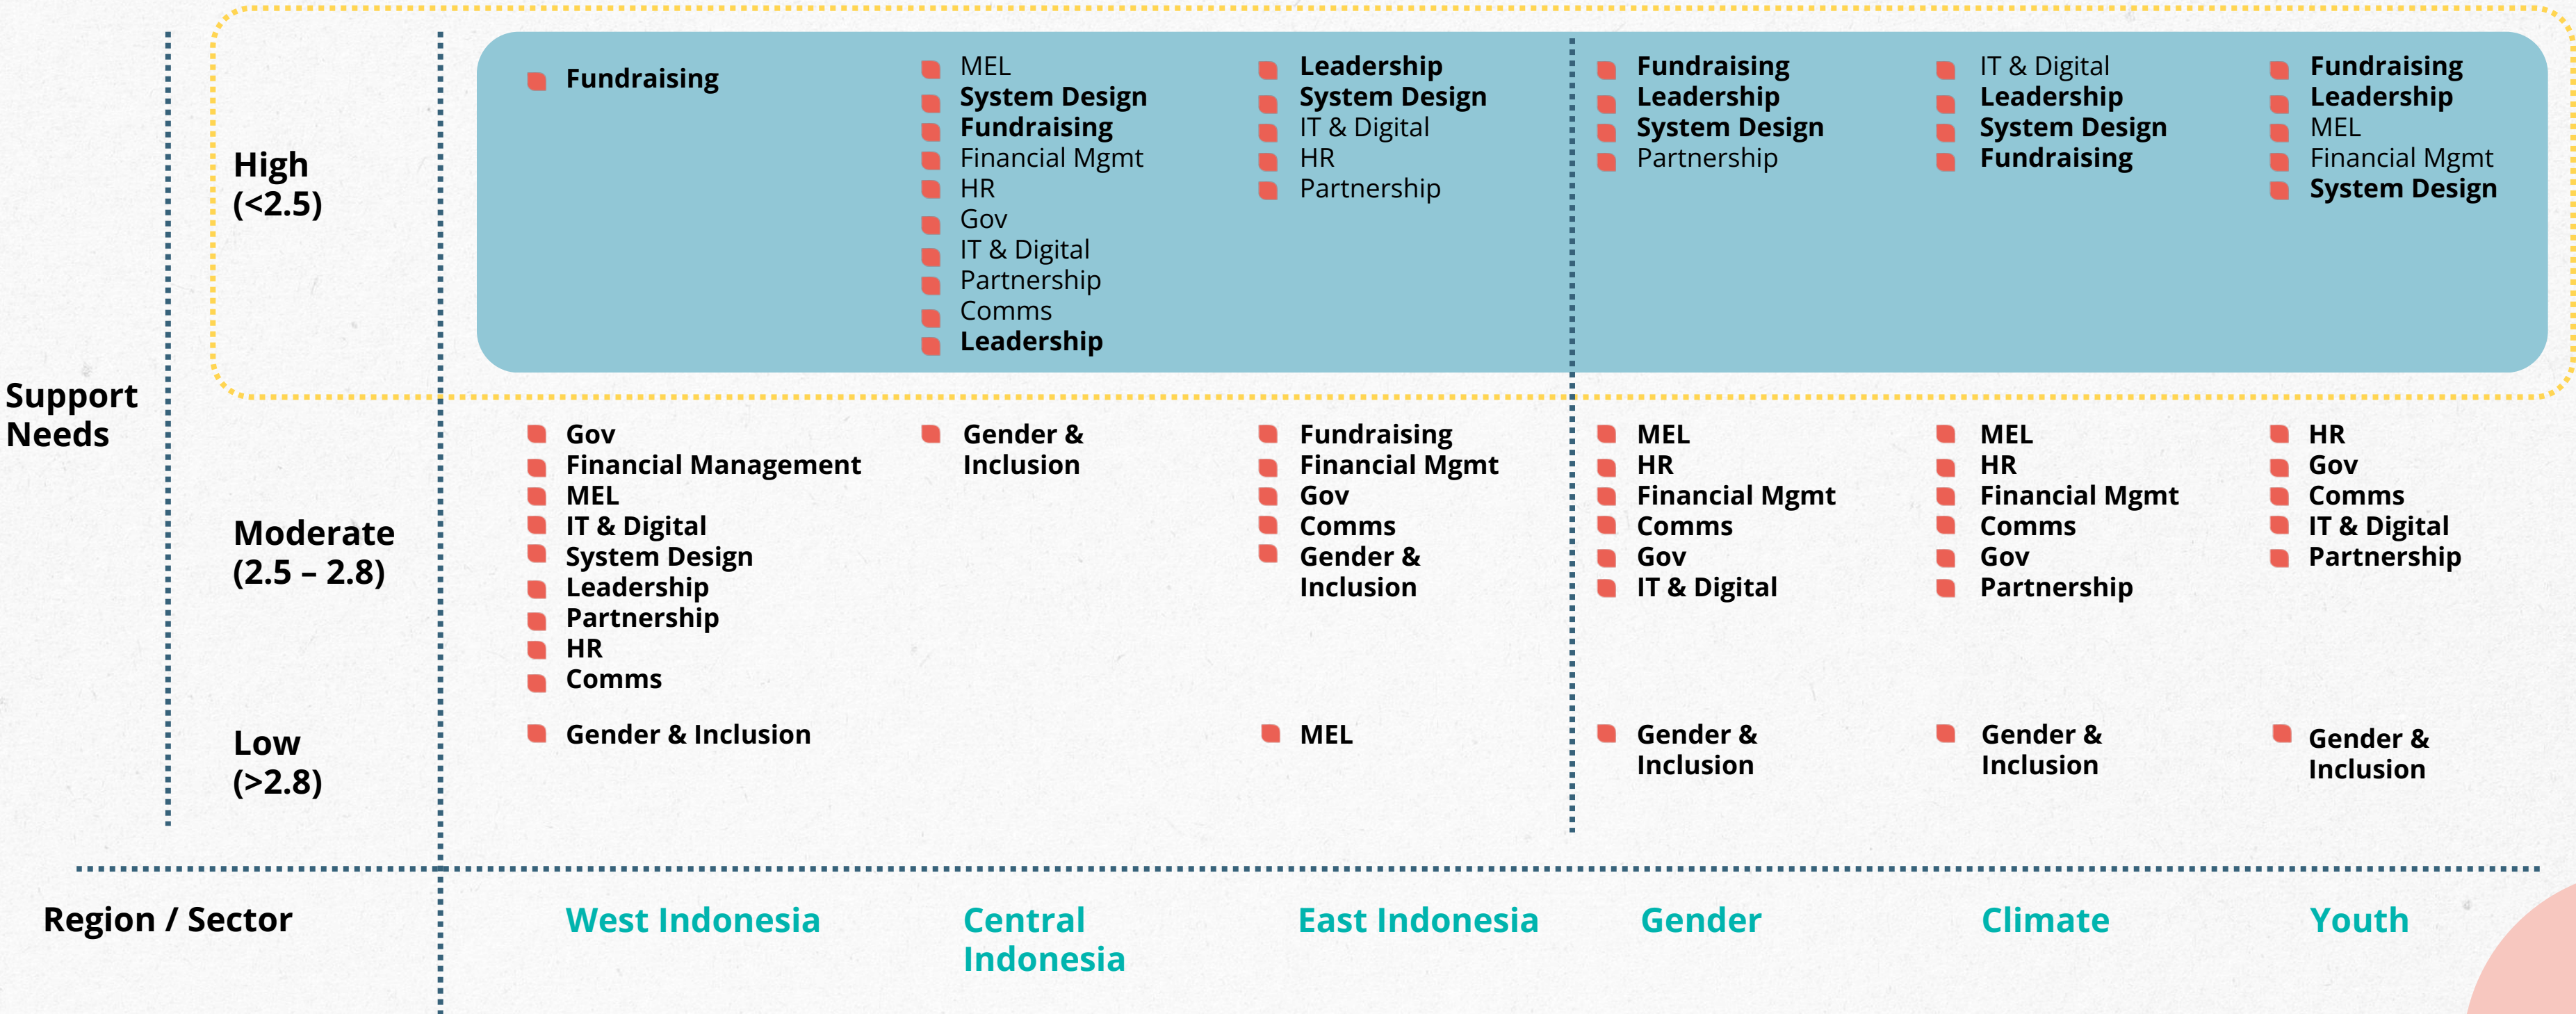 Support
Needs
High
(<2.5)
Fundraising
MEL
System Design
Fundraising
Financial Mgmt
HR
Gov
IT & Digital
Partnership
Comms
Leadership
Leadership
System Design
IT & Digital
HR
Partnership
Fundraising
Leadership
System Design
Partnership
IT & Digital
Leadership
System Design
Fundraising
Fundraising
Leadership
MEL
Financial Mgmt
System Design
Moderate
(2.5 – 2.8)
Gov
Financial Management
MEL
IT & Digital
System Design
Leadership
Partnership
HR
Comms
Gender &
Inclusion
Fundraising
Financial Mgmt
Gov
Comms
Gender &
Inclusion
MEL
HR
Financial Mgmt
Comms
Gov
IT & Digital
MEL
HR
Financial Mgmt
Comms
Gov
Partnership
HR
Gov
Comms
IT & Digital
Partnership
Low
(>2.8)
Gender & Inclusion
MEL
Gender &
Inclusion
Gender &
Inclusion
Gender &
Inclusion
Region / Sector
West Indonesia
Central
Indonesia
East Indonesia
Gender
Climate
Youth